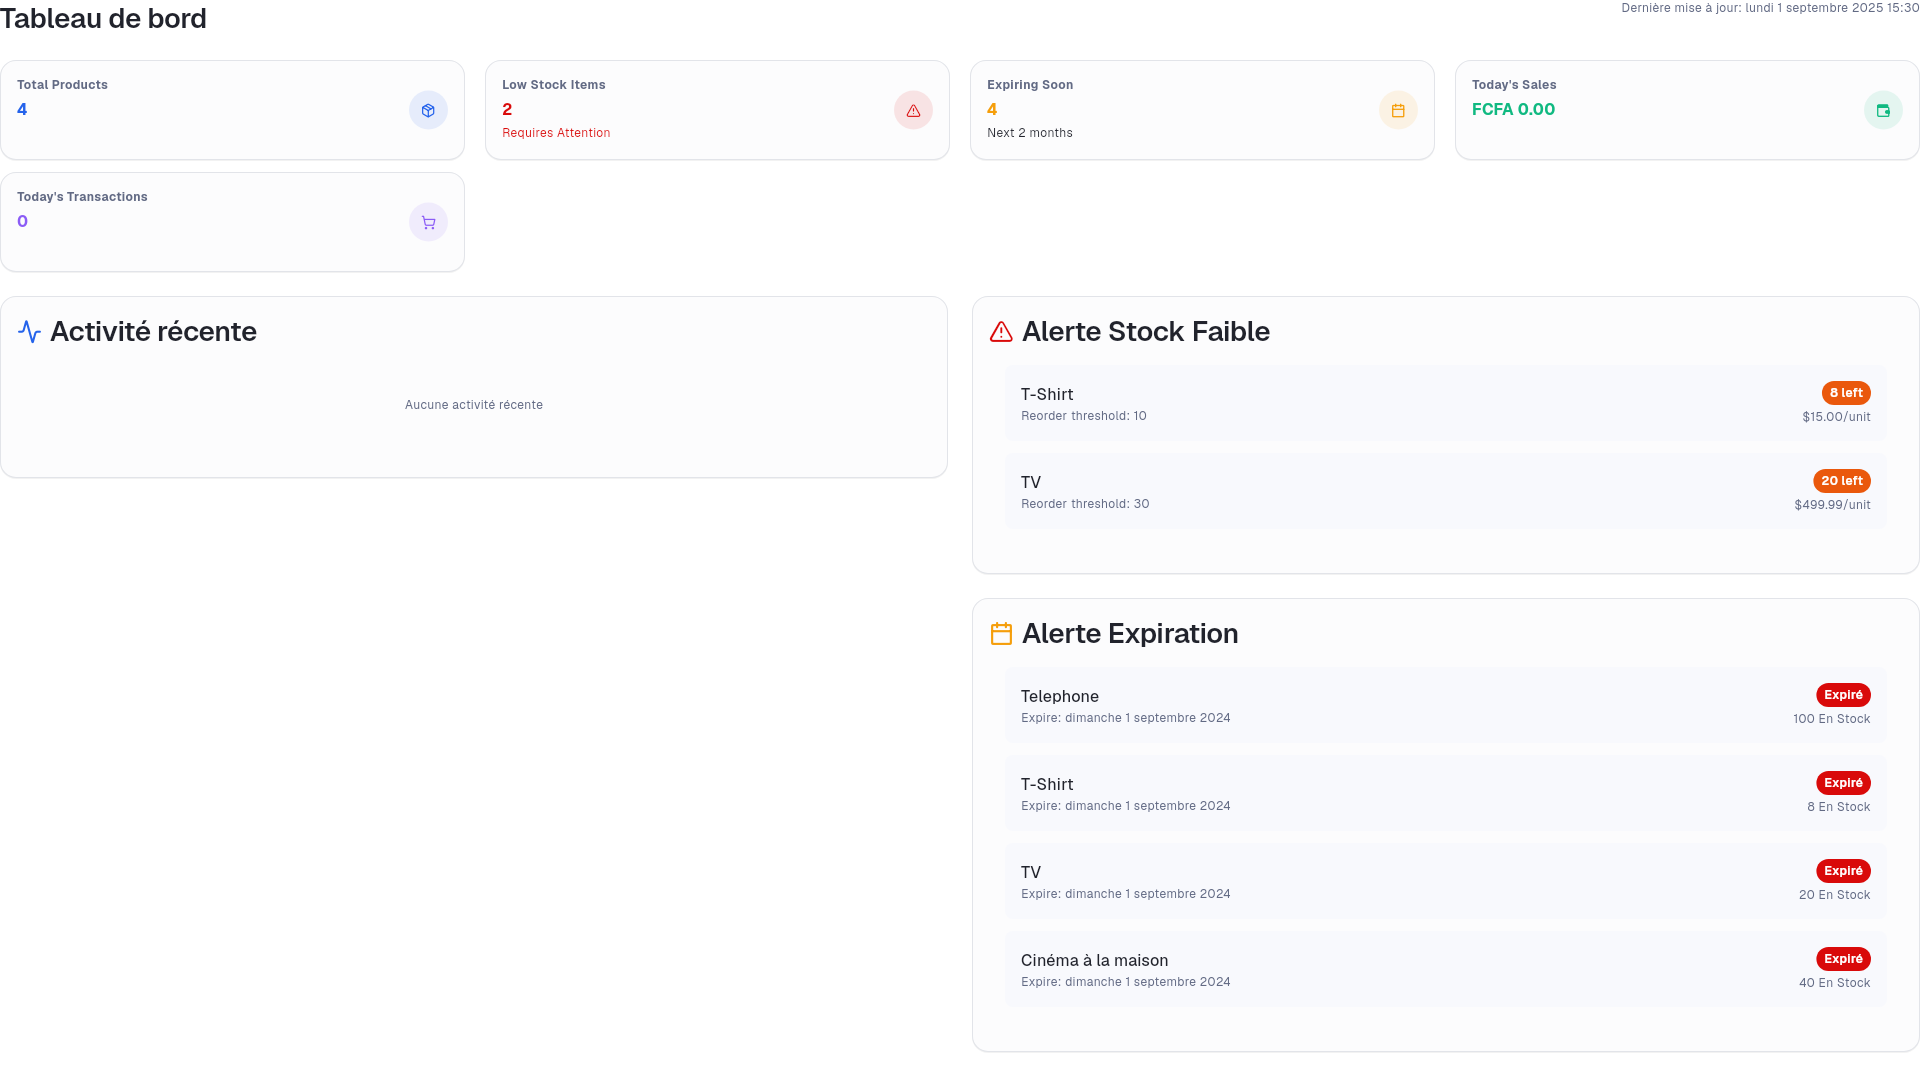 Tableau de bord
Dernière mise à jour: lundi 1 septembre 2025 15:30
Total Products
4
Low Stock Items
2
Requires Attention
Expiring Soon
4
Next 2 months
Today's Sales
FCFA 0.00
Today's Transactions
0
Activité récente
Aucune activité récente
Alerte Stock Faible
T-Shirt
8 left
Reorder threshold: 10
$15.00/unit
TV
20 left
Reorder threshold: 30
$499.99/unit
Alerte Expiration
Telephone
Expiré
Expire: dimanche 1 septembre 2024
100 En Stock
T-Shirt
Expiré
Expire: dimanche 1 septembre 2024
8 En Stock
TV
Expiré
Expire: dimanche 1 septembre 2024
20 En Stock
Cinéma à la maison
Expiré
Expire: dimanche 1 septembre 2024
40 En Stock